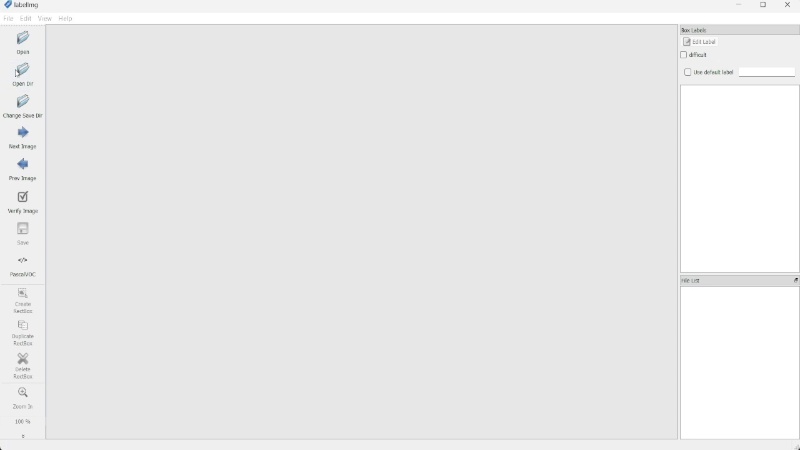 labelImg
File Edit View Help
Open
Open Dir
Change Save Dir
Next Image
Prev Image
Verify Image
Save
</>
PascalVOC
Create
RectBox
Duplicate
RectBox
Delete
RectBox
Zoom In
100 %
Box Labels
Edit Label
difficult
Use default label
File List